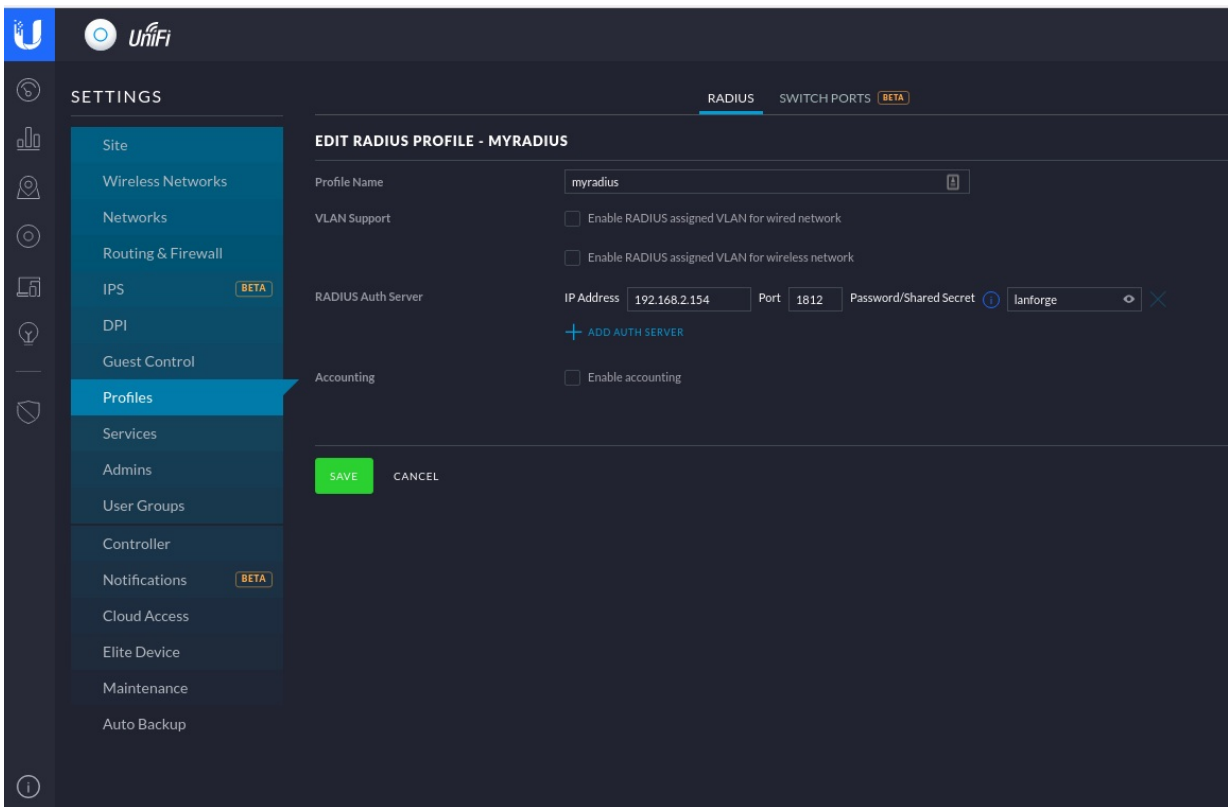 UniFi
SETTINGS
RADIUS SWITCH PORTS BETA
Site
Wireless Networks
Networks
Routing & Firewall
IPS BETA
DPI
Guest Control
Profiles
Services
Admins
User Groups
Controller
Notifications BETA
Cloud Access
Elite Device
Maintenance
Auto Backup
EDIT RADIUS PROFILE - MYRADIUS
Profile Name myradius
VLAN Support Enable RADIUS assigned VLAN for wired network
Enable RADIUS assigned VLAN for wireless network
RADIUS Auth Server IP Address 192.168.2.154 Port 1812 Password/Shared Secret lanforge
ADD AUTH SERVER
Accounting Enable accounting
SAVE CANCEL